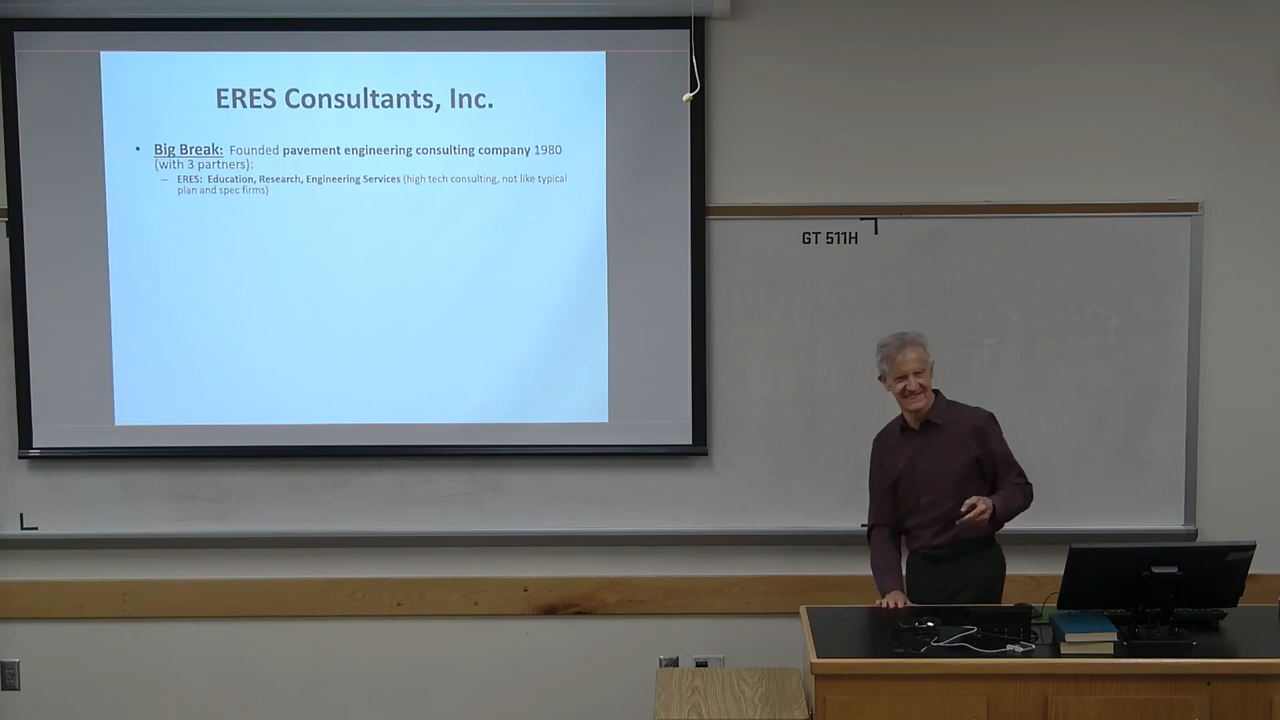 ERES Consultants, Inc.
• Big Break: Founded pavement engineering consulting company 1980
(with 3 partners):
– ERES: Education, Research, Engineering Services (high tech consulting, not like typical
plan and spec firms)
GT 511H